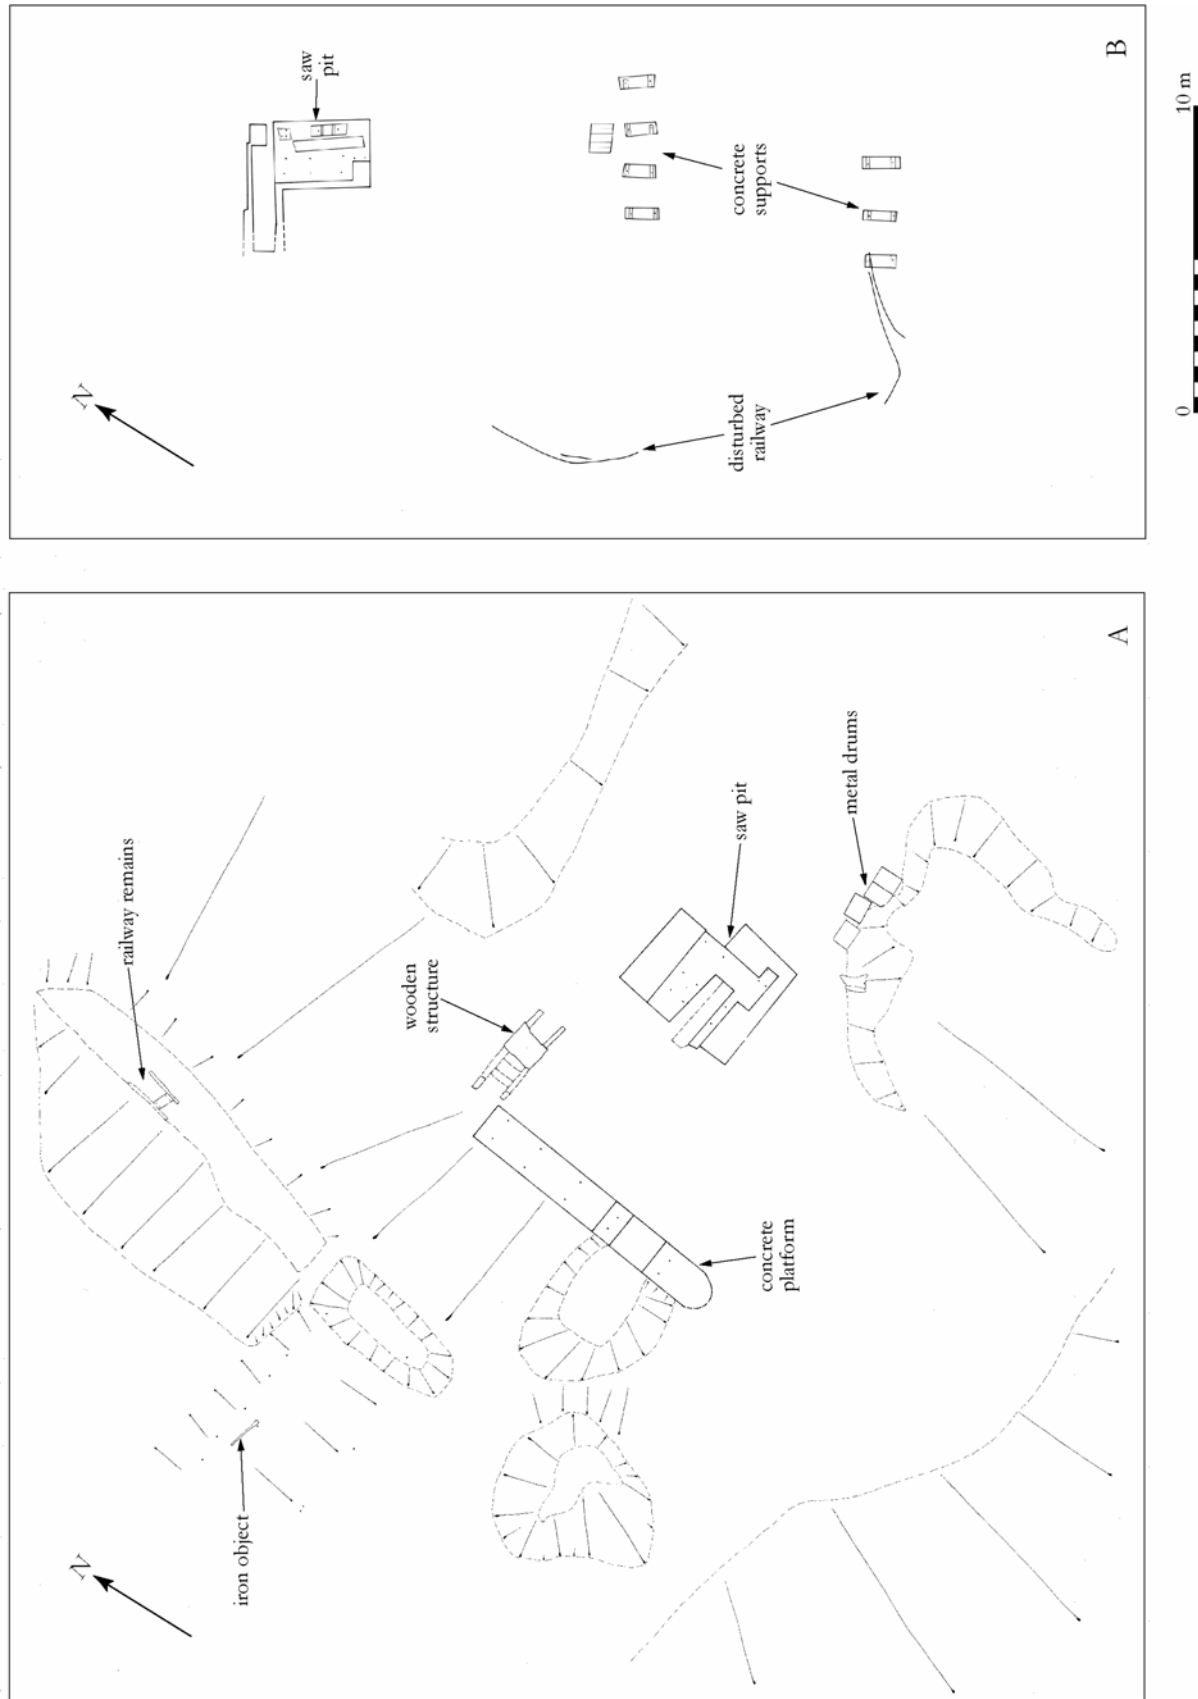 N
iron object
railway remains
wooden
structure
concrete
platform
saw pit
metal drums
A
N
saw
pit
disturbed
railway
concrete
supports
B
0
10 m